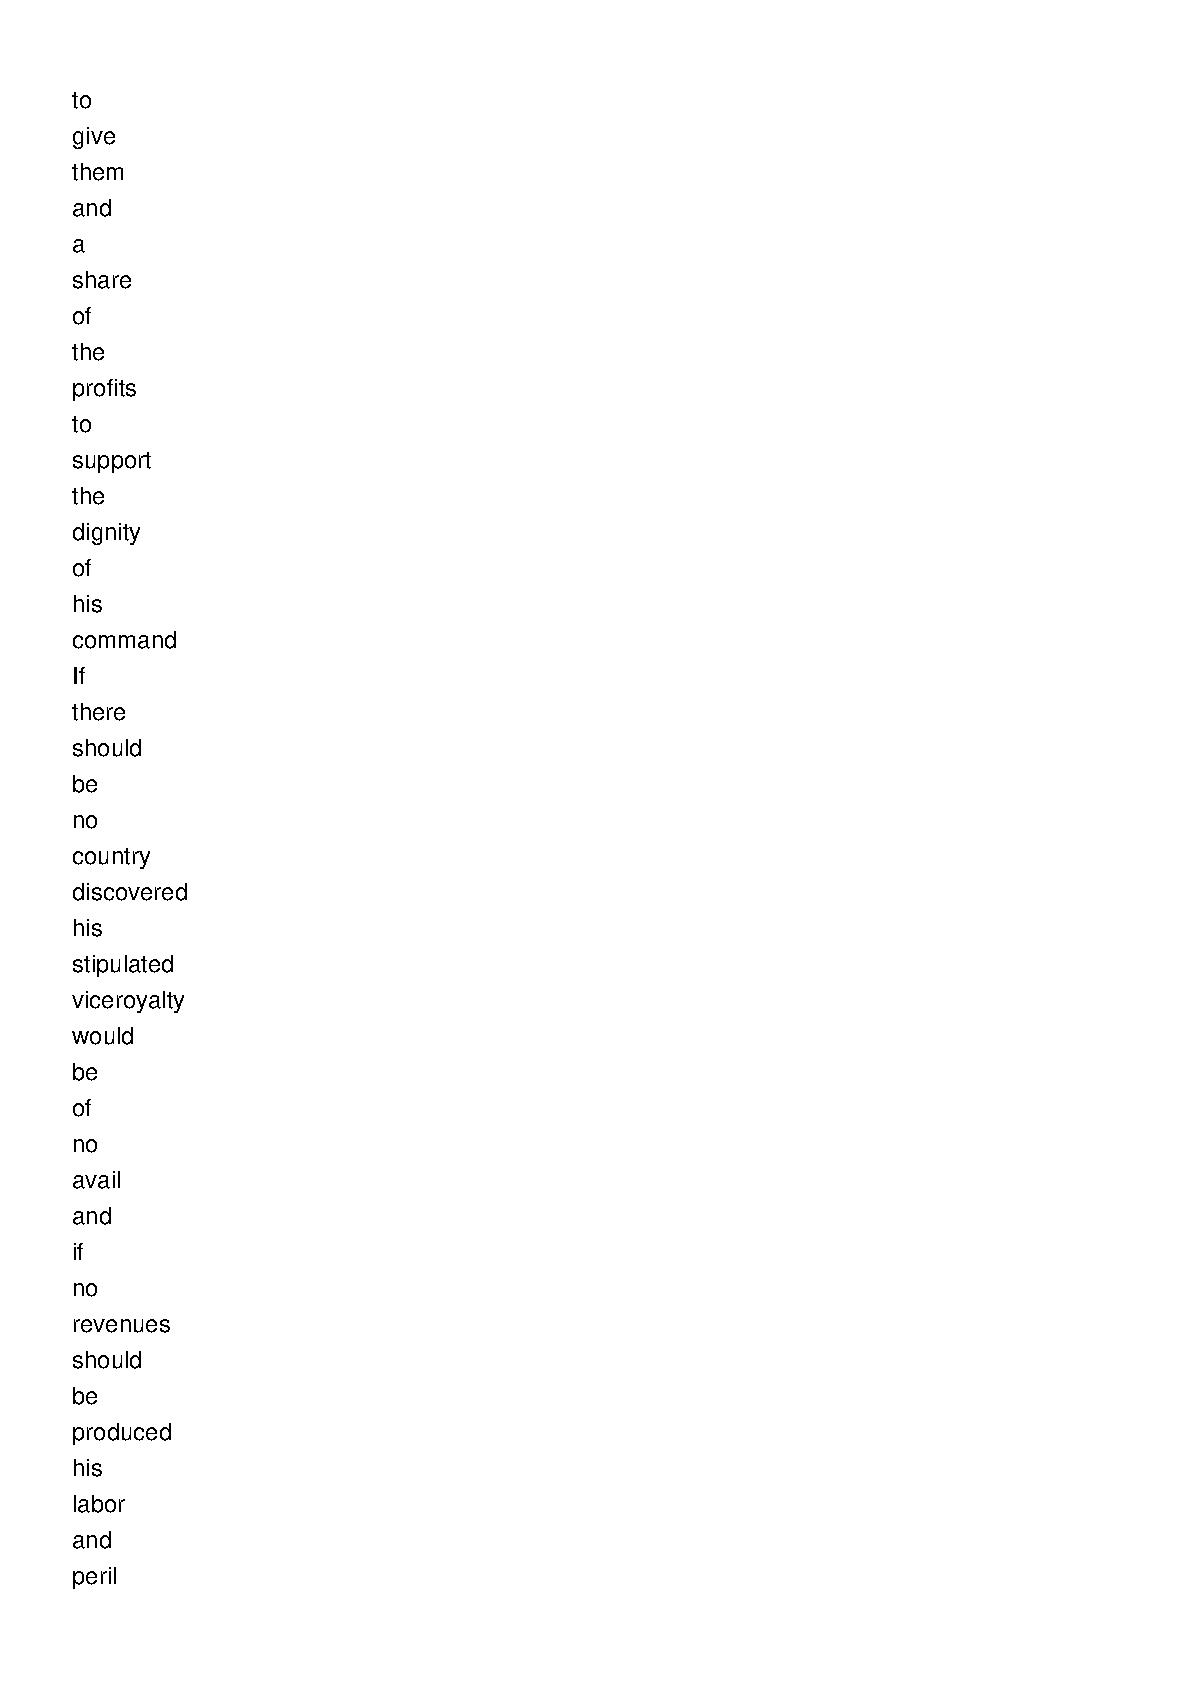 to
give
them
and
a
share
of
the
profits
to
support
the
dignity
of
his
command
If
there
should
be
no
country
discovered
his
stipulated
viceroyalty
would
be
of
no
avail
and
if
no
revenues
should
be
produced
his
labor
and
peril